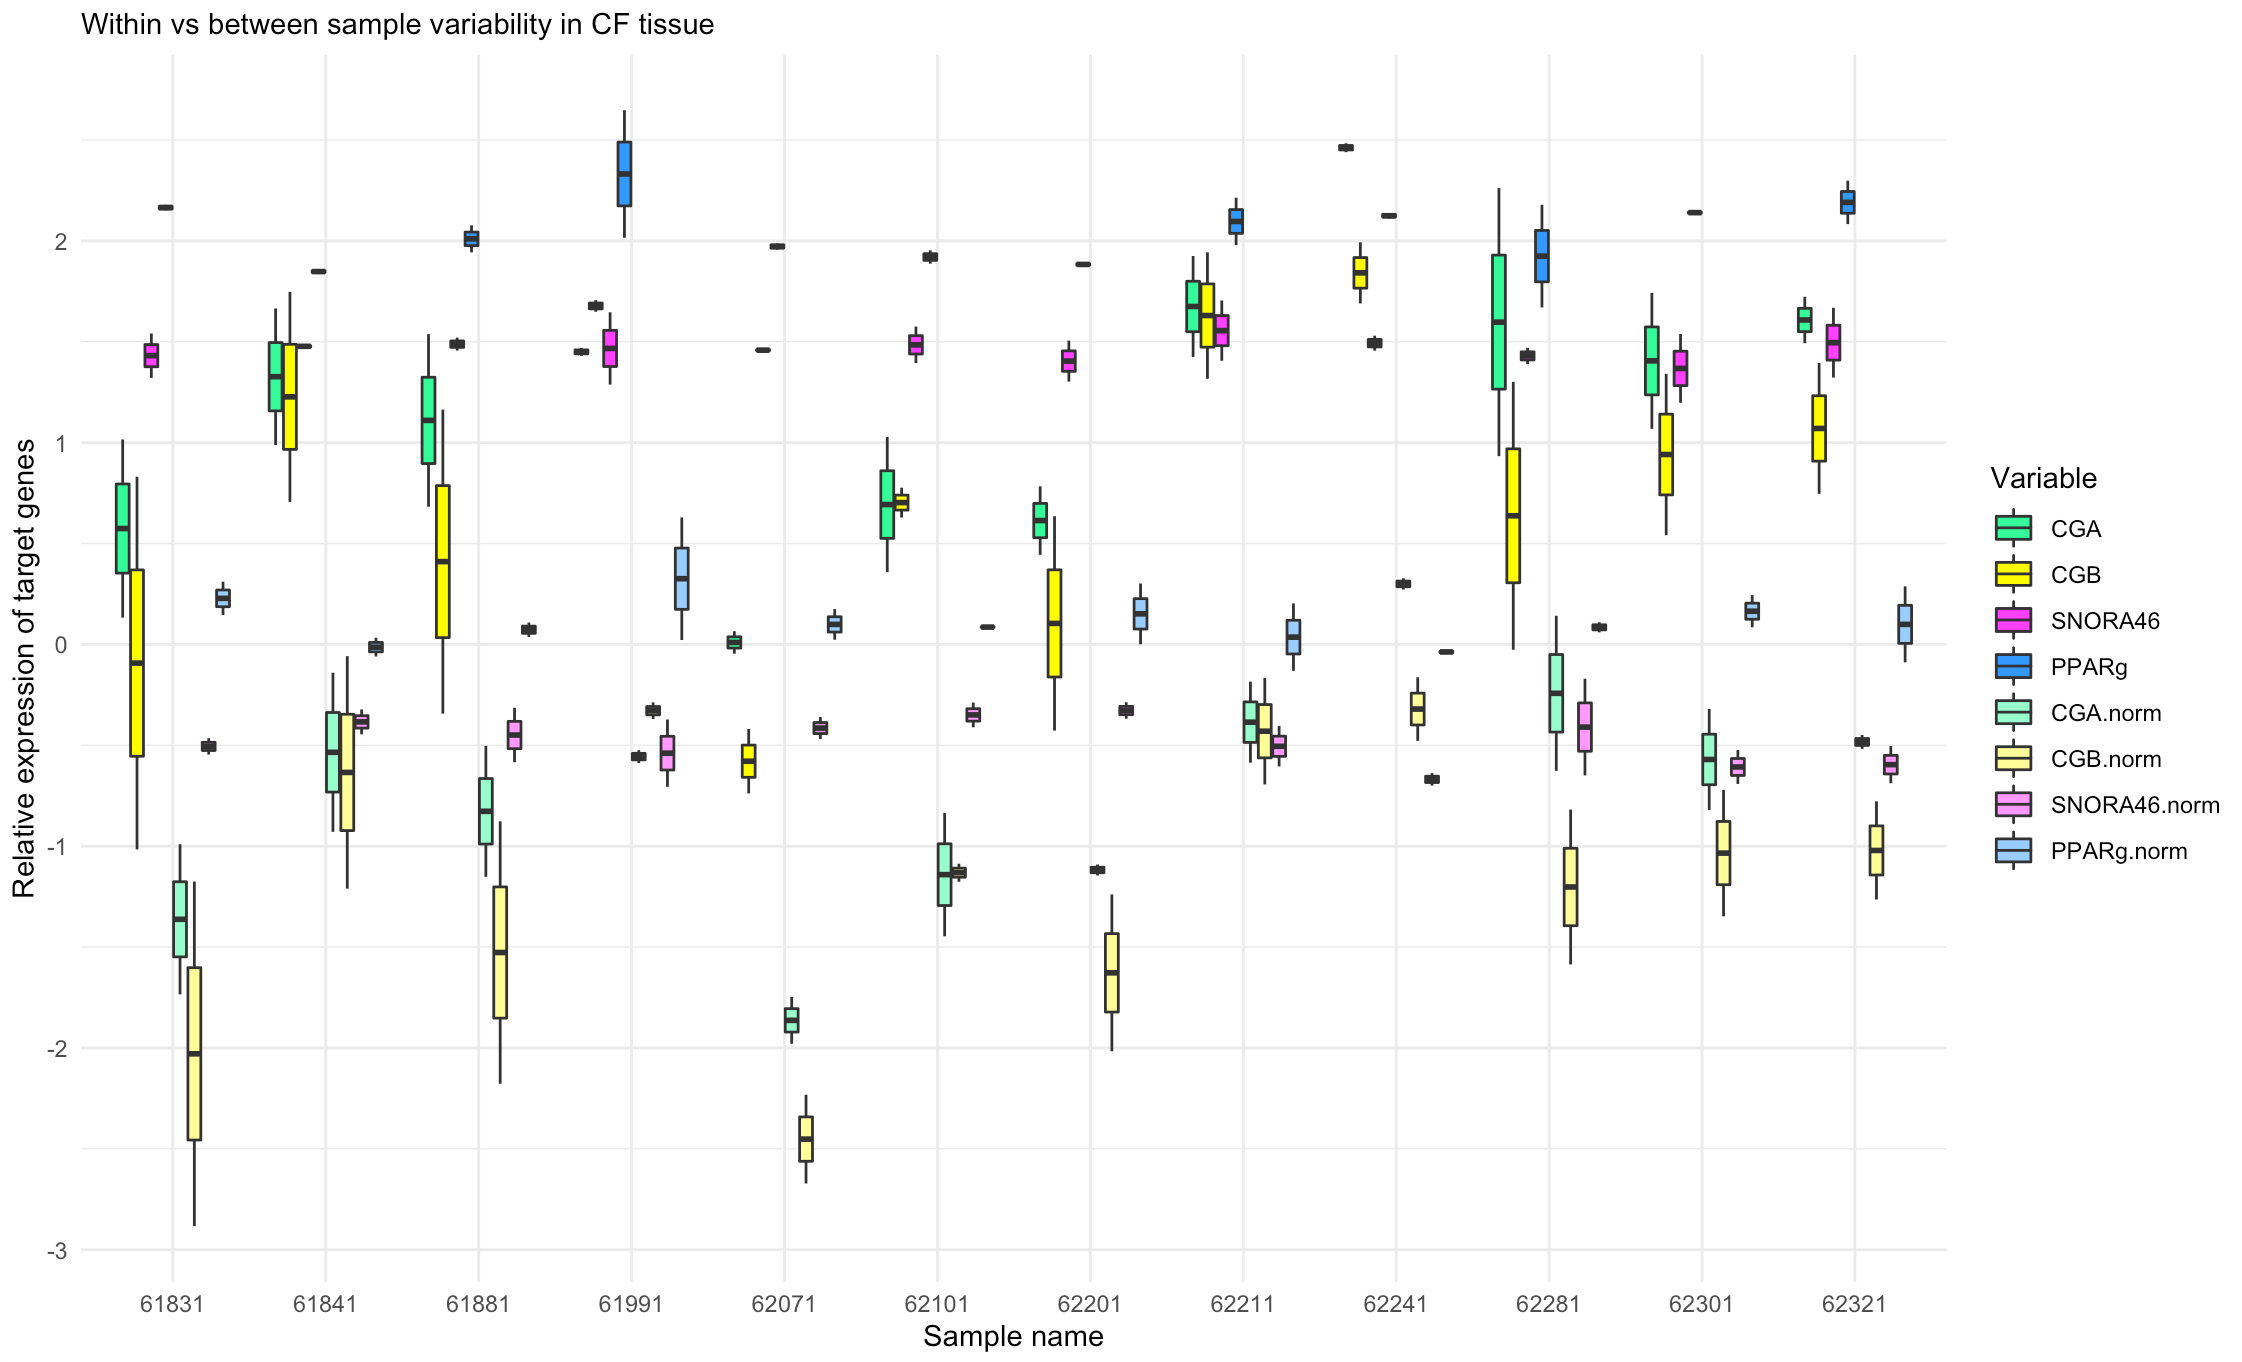 Within vs between sample variability in CF tissue
Relative expression of target genes
2
1
0
-1
-2
-3
61831 61841 61881 61991 62071 62101 62201 62211 62241 62281 62301 62321
Sample name
Variable
CGA
CGB
SNORA46
PPARg
CGA.norm
CGB.norm
SNORA46.norm
PPARg.norm